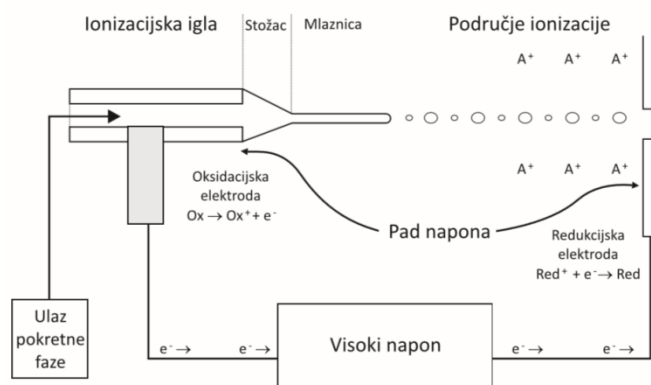 Ionizacijska igla
Stožac
Mlaznica
Područje ionizacije
A⁺ A⁺ A⁺
A⁺ A⁺ A⁺
Oksidacijska
elektroda
Ox → Ox⁺ + e⁻
Pad napona
Redukcijska
elektroda
Red⁺ + e⁻ → Red
Ulaz
pokretne
faze
e⁻ → e⁻ →
Visoki napon
e⁻ → e⁻ →